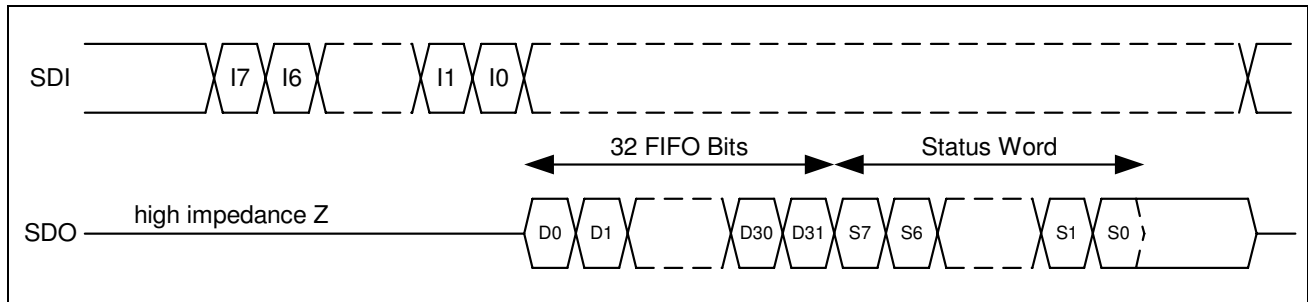 SDI I7 I6 I1 I0
32 FIFO Bits Status Word
high impedance Z
SDO D0 D1 D30 D31 S7 S6 S1 S0